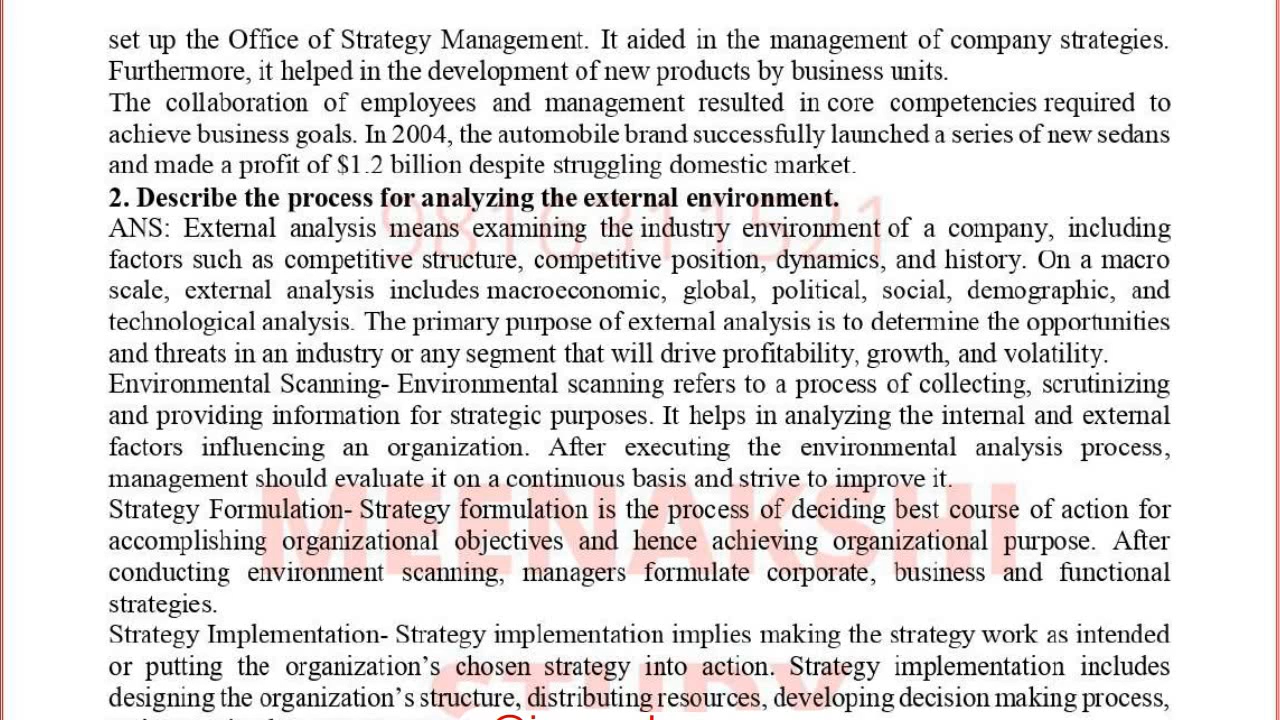 set up the Office of Strategy Management. It aided in the management of company strategies.
Furthermore, it helped in the development of new products by business units.
The collaboration of employees and management resulted in core competencies required to
achieve business goals. In 2004, the automobile brand successfully launched a series of new sedans
and made a profit of $1.2 billion despite struggling domestic market.
2. Describe the process for analyzing the external environment.
ANS: External analysis means examining the industry environment of a company, including
factors such as competitive structure, competitive position, dynamics, and history. On a macro
scale, external analysis includes macroeconomic, global, political, social, demographic, and
technological analysis. The primary purpose of external analysis is to determine the opportunities
and threats in an industry or any segment that will drive profitability, growth, and volatility.
Environmental Scanning- Environmental scanning refers to a process of collecting, scrutinizing
and providing information for strategic purposes. It helps in analyzing the internal and external
factors influencing an organization. After executing the environmental analysis process,
management should evaluate it on a continuous basis and strive to improve it.
Strategy Formulation- Strategy formulation is the process of deciding best course of action for
accomplishing organizational objectives and hence achieving organizational purpose. After
conducting environment scanning, managers formulate corporate, business and functional
strategies.
Strategy Implementation- Strategy implementation implies making the strategy work as intended
or putting the organization’s chosen strategy into action. Strategy implementation includes
designing the organization’s structure, distributing resources, developing decision making process,
MEENAKSHI
STUDY